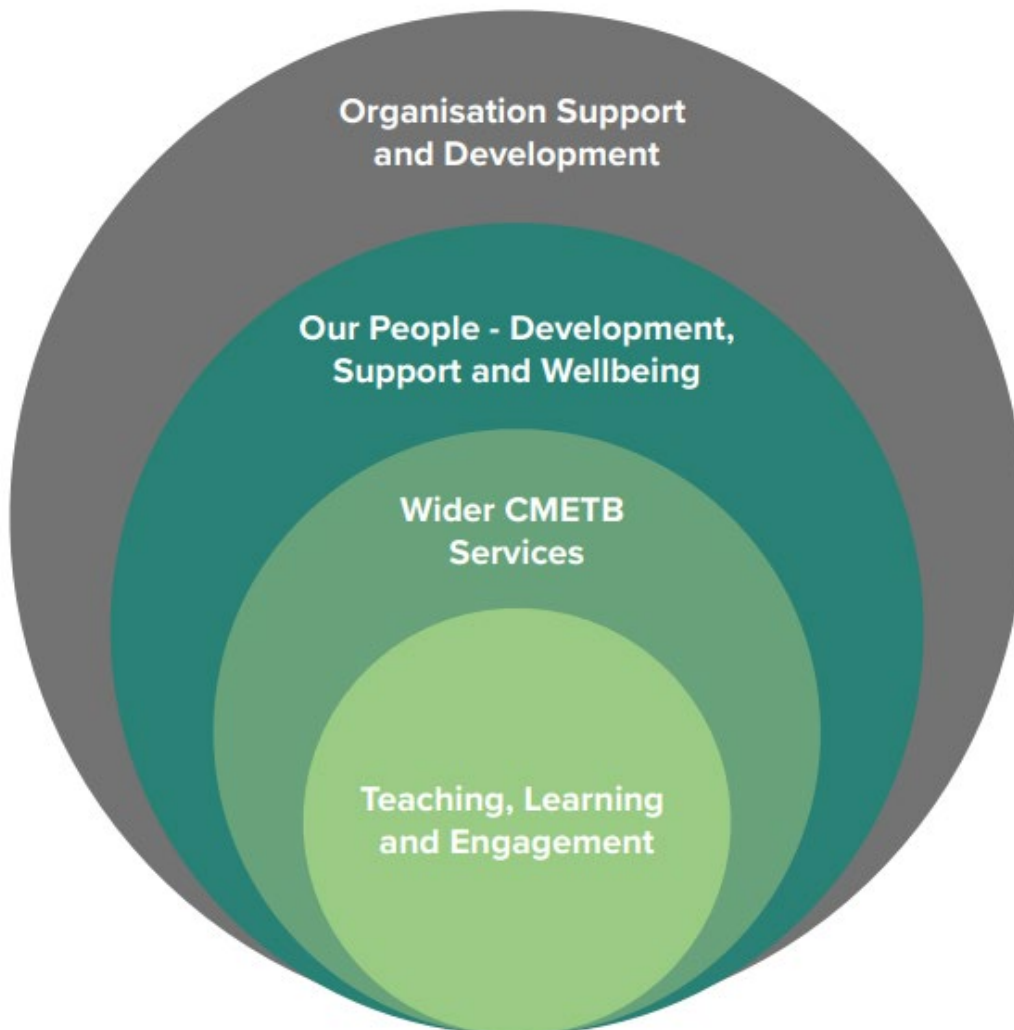 Organisation Support
and Development
Our People - Development,
Support and Wellbeing
Wider CMETB
Services
Teaching, Learning
and Engagement